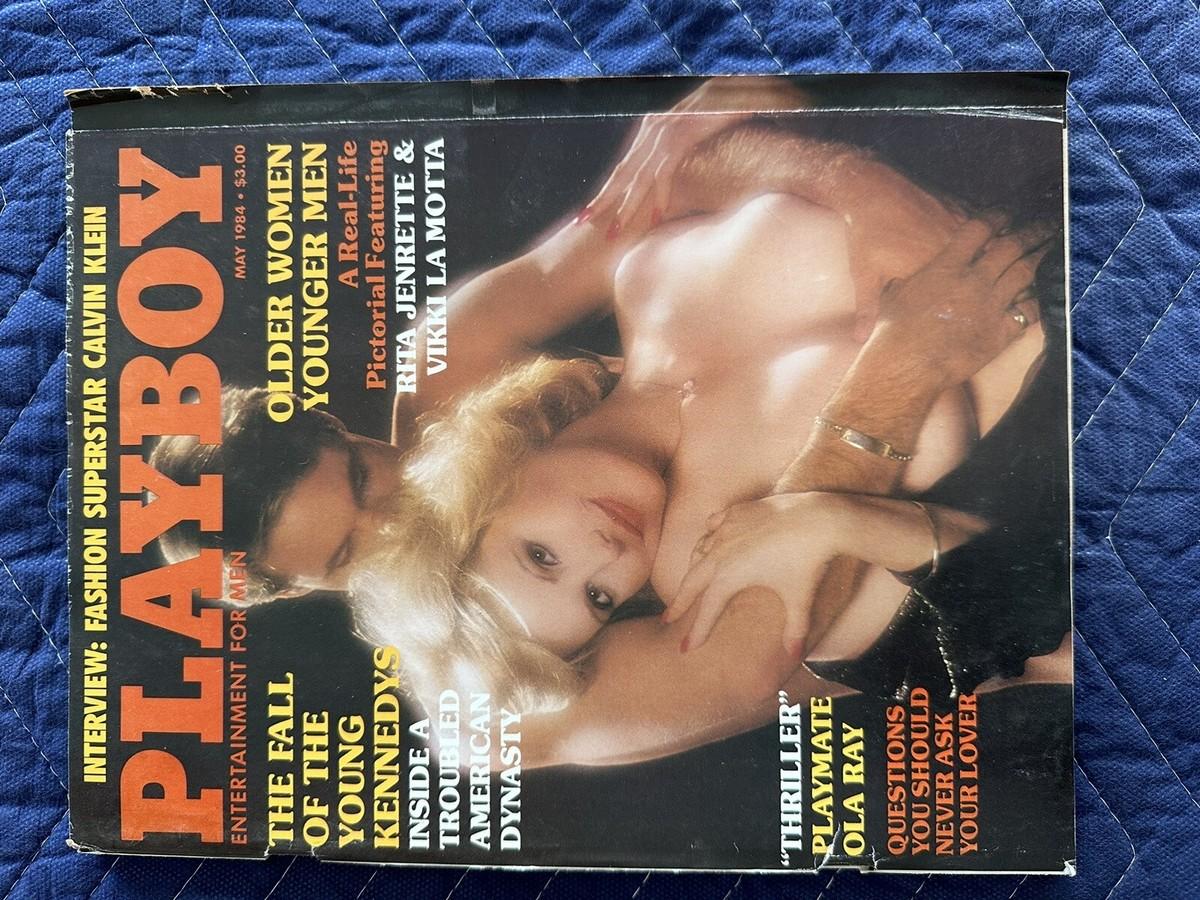 INTERVIEW: FASHION SUPERSTAR CALVIN KLEIN
PLAYBOY
ENTERTAINMENT FOR MEN
MAY 1984 • $3.00
THE FALL
OF THE
YOUNG
KENNEDYS
INSIDE A
TROUBLED
AMERICAN
DYNASTY
OLDER WOMEN
YOUNGER MEN
A Real-Life
Pictorial Featuring
RITA JENRETTE &
VIKKI LA MOTTA
“THRILLER”
PLAYMATE
OLA RAY
QUESTIONS
YOU SHOULD
NEVER ASK
YOUR LOVER